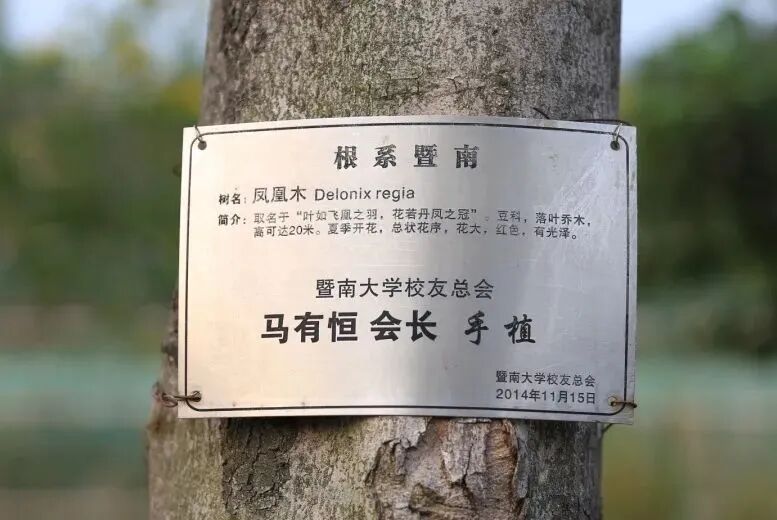 根系暨南
树名：凤凰木 Delonix regia
简介：取名于“叶如飞凰之羽，花若丹凤之冠”。豆科，落叶乔木，
高可达20米。夏季开花，总状花序，花大，红色，有光泽。
暨南大学校友总会
马有恒 会长 手植
暨南大学校友总会
2014年11月15日